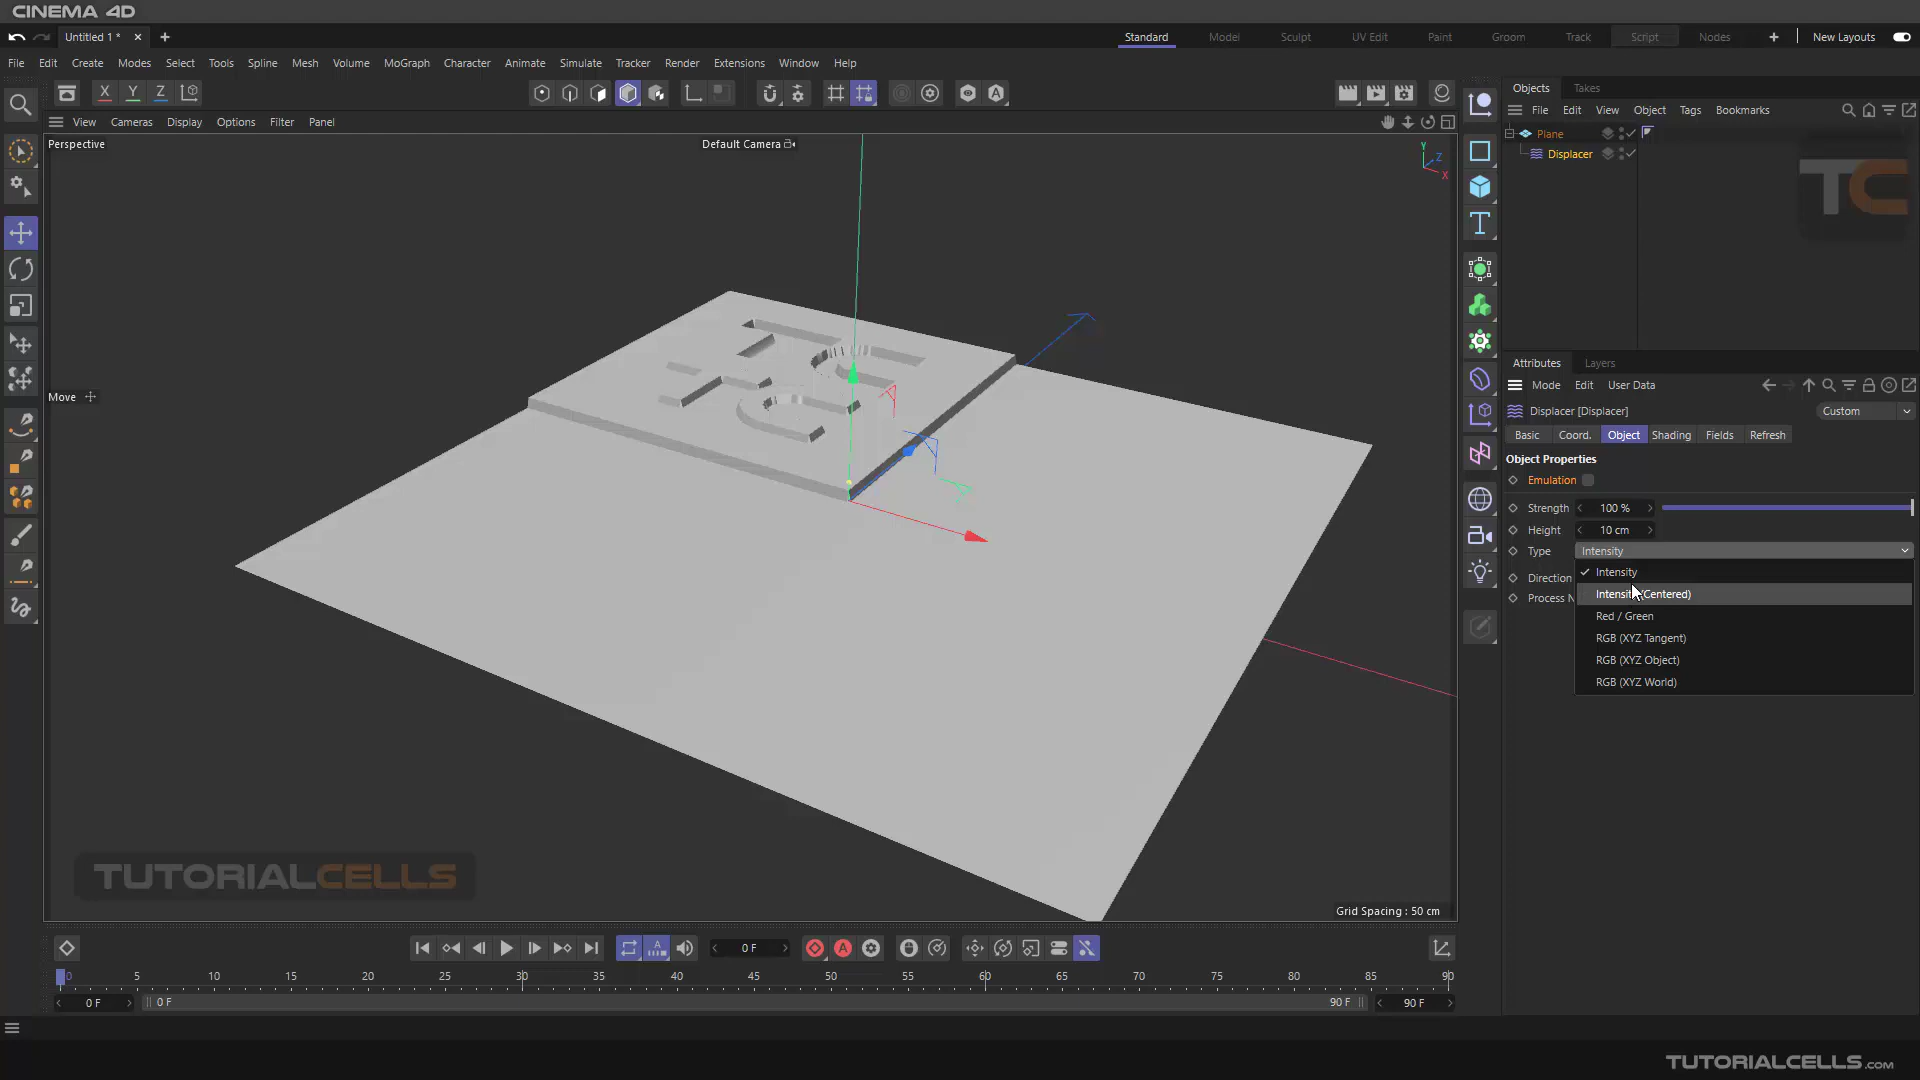 CINEMA 4D
Untitled 1 *
Standard
Model
Sculpt
UV Edit
Paint
Groom
Track
Script
Nodes
New Layouts
File Edit Create Modes Select Tools Spline Mesh Volume MoGraph Character Animate Simulate Tracker Render Extensions Window Help
X Y Z
View Cameras Display Options Filter Panel
Perspective
Default Camera
Y
Z
X
Move
TUTORIALCELLS
Grid Spacing : 50 cm
Objects Takes
File Edit View Object Tags Bookmarks
Plane
Displacer
TC
Attributes Layers
Mode Edit User Data
Displacer [Displacer]
Custom
Basic Coord. Object Shading Fields Refresh
Object Properties
Emulation
Strength 100 %
Height 10 cm
Type Intensity
Intensity
Direction
(Centered)
Process
Red / Green
RGB (XYZ Tangent)
RGB (XYZ Object)
RGB (XYZ World)
0 F
0 5 10 15 20 25 30 35 40 45 50 55 60 65 70 75 80 85 90
0 F 0 F 90 F 90 F
TUTORIALCELLS.COM